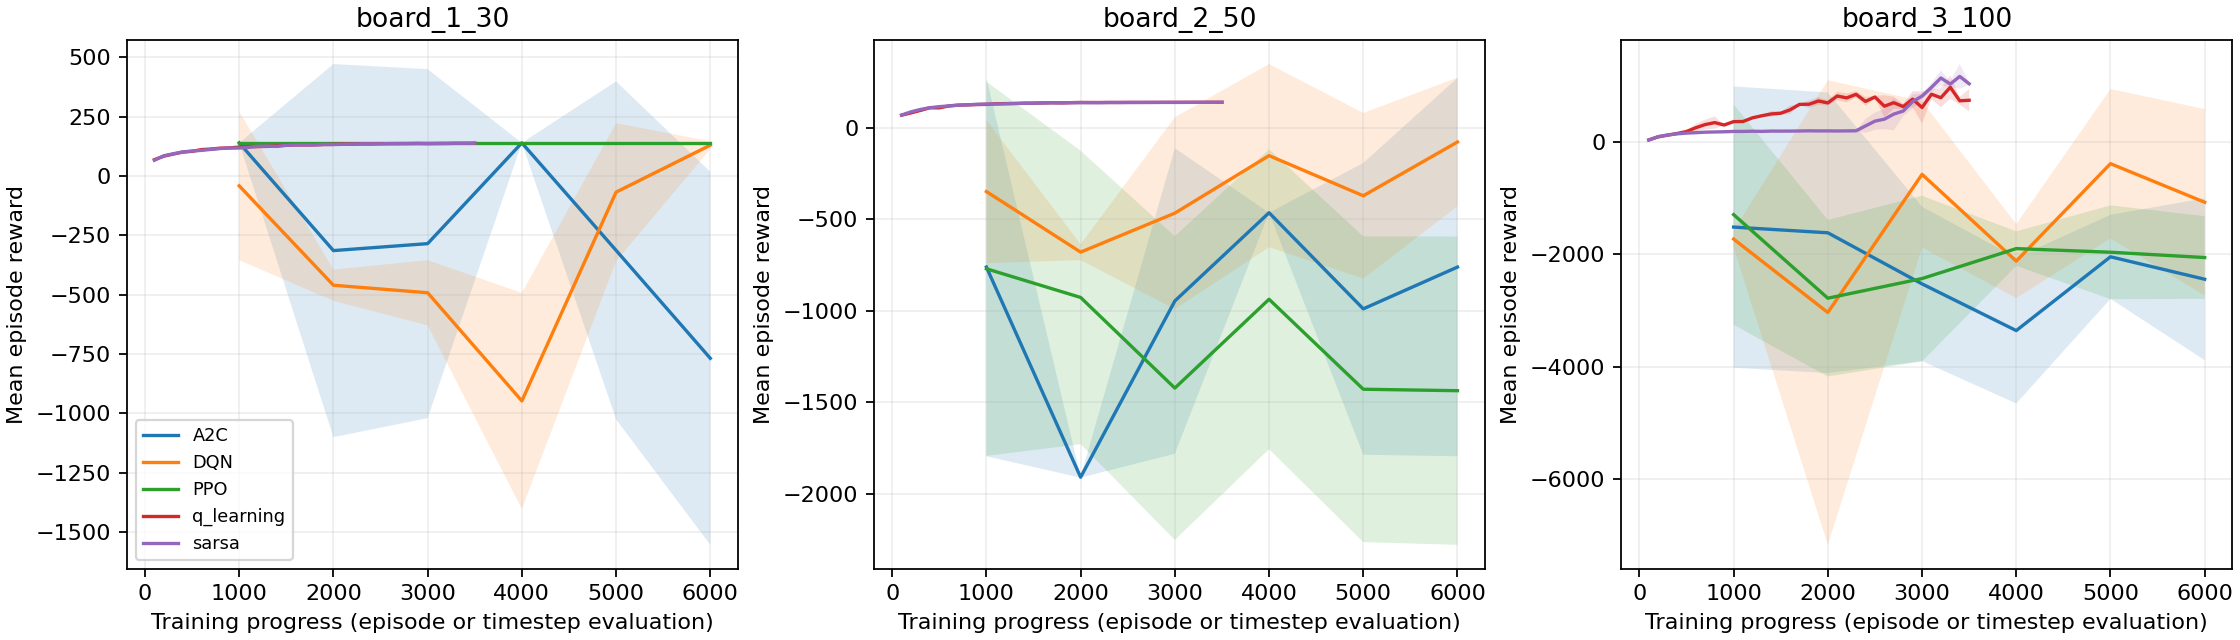 board_1_30
500
250
0
−250
−500
−750
−1000
−1250
−1500
Mean episode reward
A2C
DQN
PPO
q_learning
sarsa
0 1000 2000 3000 4000 5000 6000
Training progress (episode or timestep evaluation)
board_2_50
0
−500
−1000
−1500
−2000
Mean episode reward
0 1000 2000 3000 4000 5000 6000
Training progress (episode or timestep evaluation)
board_3_100
0
−2000
−4000
−6000
Mean episode reward
0 1000 2000 3000 4000 5000 6000
Training progress (episode or timestep evaluation)